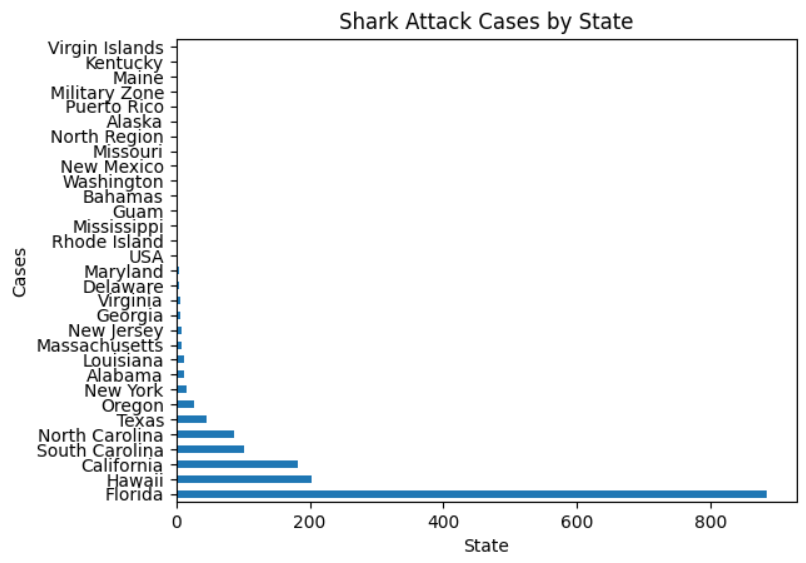 Shark Attack Cases by State
Virgin Islands
Kentucky
Maine
Military Zone
Puerto Rico
Alaska
North Region
Missouri
New Mexico
Washington
Bahamas
Guam
Mississippi
Rhode Island
USA
Maryland
Delaware
Virginia
Georgia
New Jersey
Massachusetts
Louisiana
Alabama
New York
Oregon
Texas
North Carolina
South Carolina
California
Hawaii
Florida
Cases
0 200 400 600 800
State